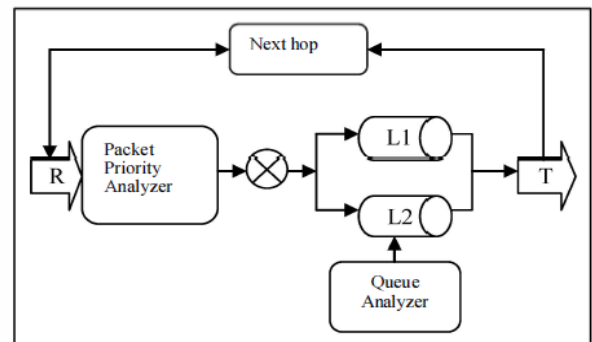 Next hop
R
Packet
Priority
Analyzer
L1
L2
T
Queue
Analyzer